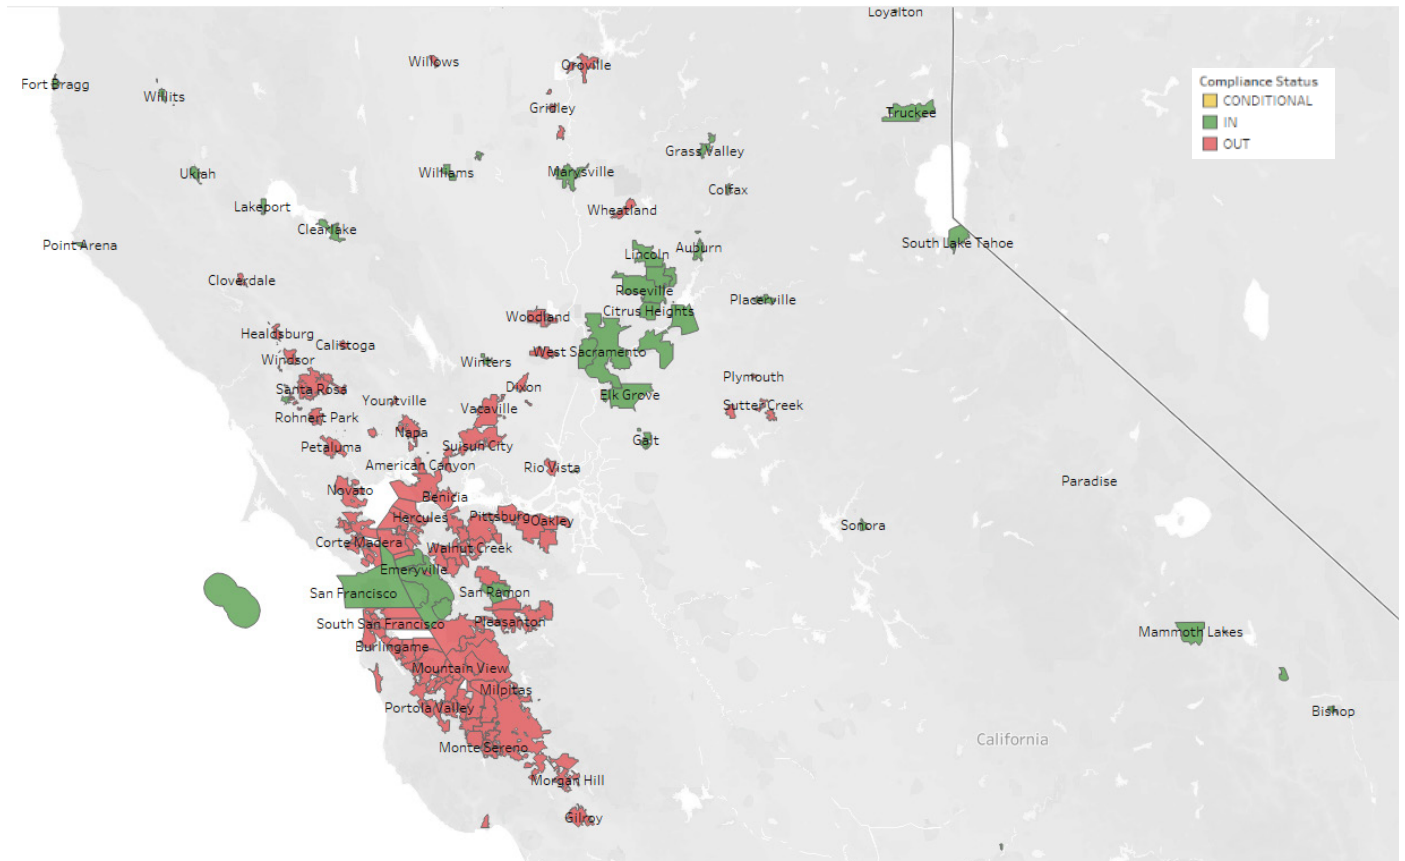 Loyalton
Willows
Oroville
Fort Bragg
Willits
Gridley
Compliance Status
CONDITIONAL
IN
OUT
Truckee
Grass Valley
Ukiah
Williams
Marysville
Colfax
Lakeport
Wheatland
Clearlake
Point Arena
Lincoln
Auburn
South Lake Tahoe
Cloverdale
Roseville
Placerville
Citrus Heights
Woodland
Healdsburg
Calistoga
Windsor
Winters
West Sacramento
Santa Rosa
Dixon
Plymouth
Yountville
Elk Grove
Vacaville
Sutter Creek
Rohnert Park
Napa
Petaluma
Suisun City
Galt
American Canyon
Rio Vista
Paradise
Novato
Benicia
Hercules
Pittsburg
Oakley
Sonora
Corte Madera
Walnut Creek
Emeryville
San Francisco
San Ramon
South San Francisco
Pleasanton
Mammoth Lakes
Burlingame
Mountain View
Milpitas
Portola Valley
Bishop
California
Monte Sereno
Morgan Hill
Gilroy